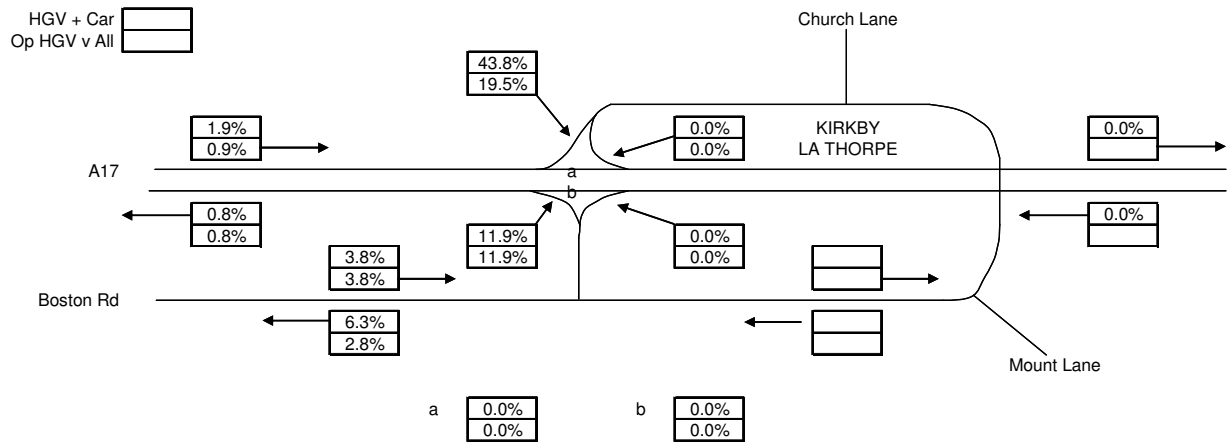 HGV + Car
Op HGV v All
Church Lane
43.8%
19.5%
1.9%
0.9%
0.0%
0.0%
KIRKBY
LA THORPE
0.0%
A17
a
b
0.8%
0.8%
11.9%
11.9%
0.0%
0.0%
0.0%
3.8%
3.8%
Boston Rd
6.3%
2.8%
Mount Lane
a
0.0%
0.0%
b
0.0%
0.0%